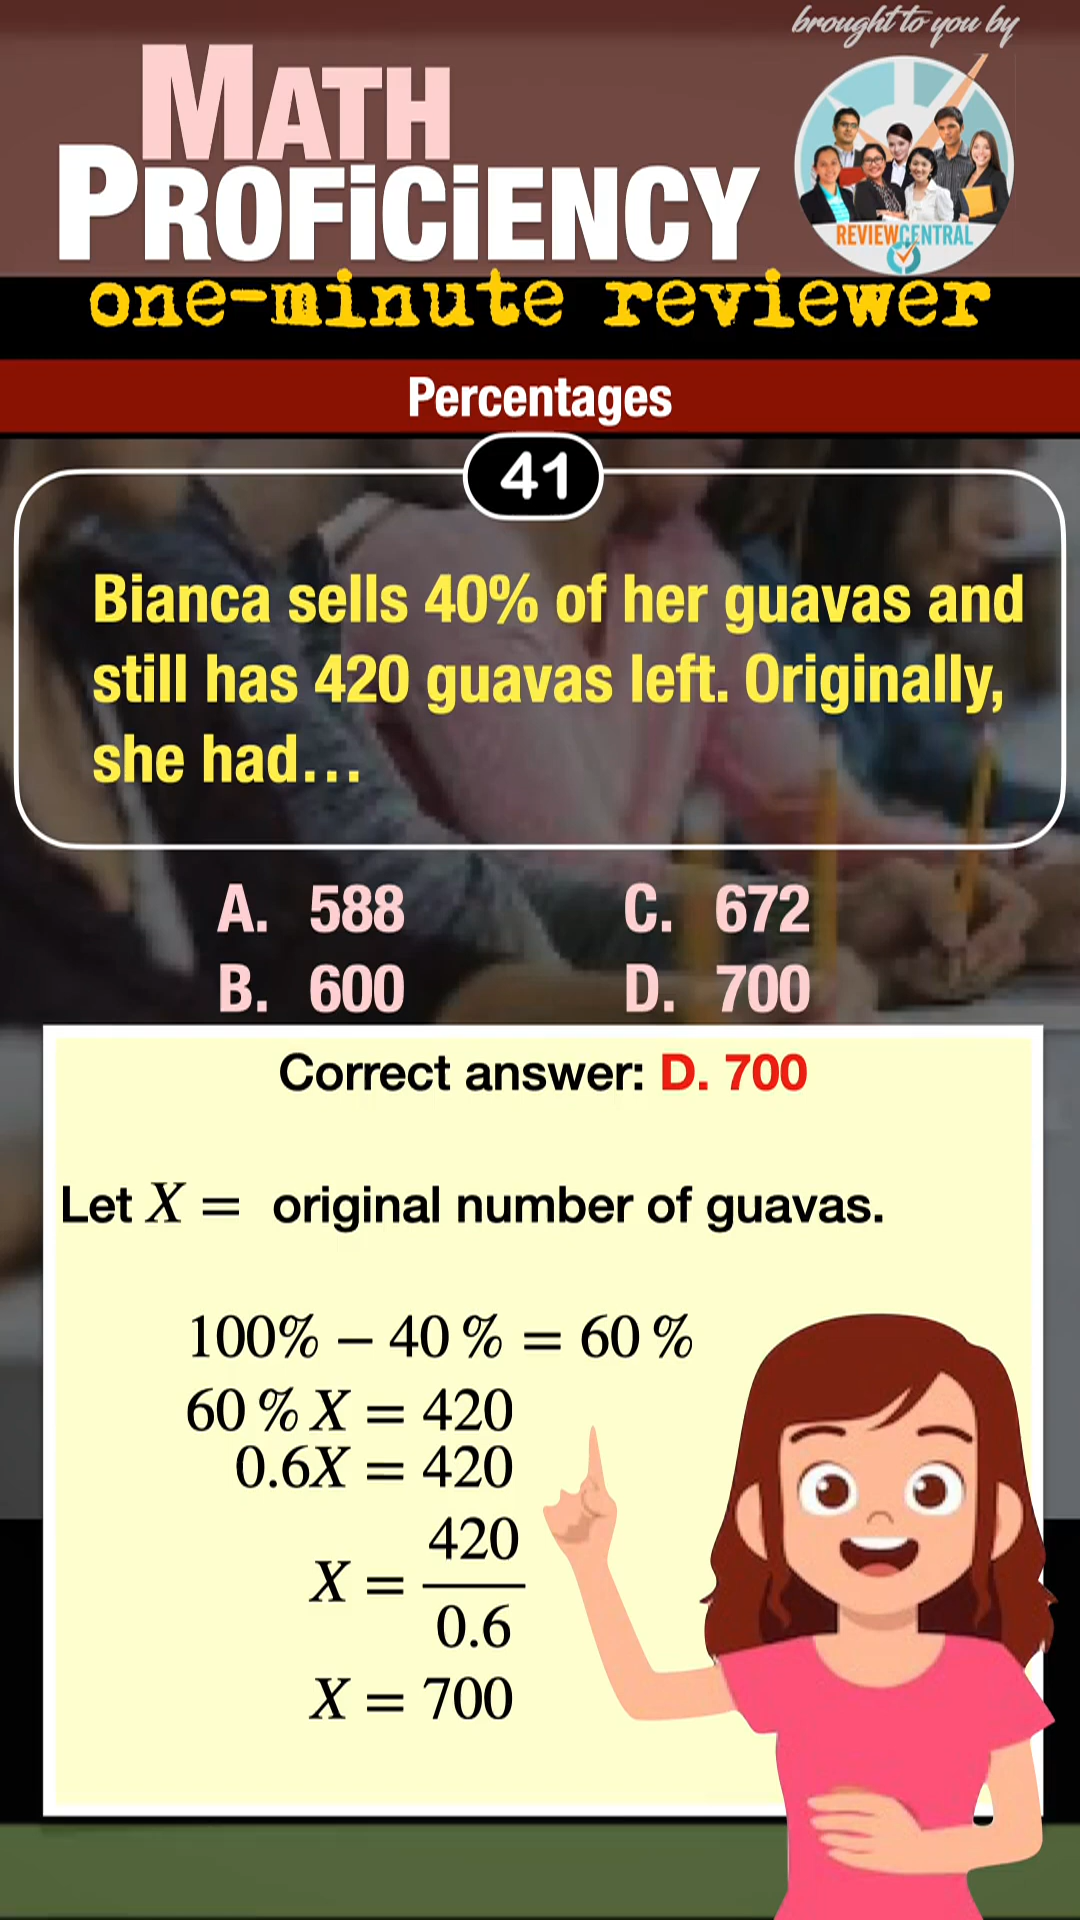 brought to you by
MATH
PROFiCiENCY
REVIEWCENTRAL
one-minute reviewer
Percentages
41
Bianca sells 40% of her guavas and
still has 420 guavas left. Originally,
she had...
A. 588
B. 600
C. 672
D. 700
Correct answer: D. 700
Let X = original number of guavas.
100% – 40 % = 60 %
60 % X = 420
0.6X = 420
X = 420/0.6
X = 700